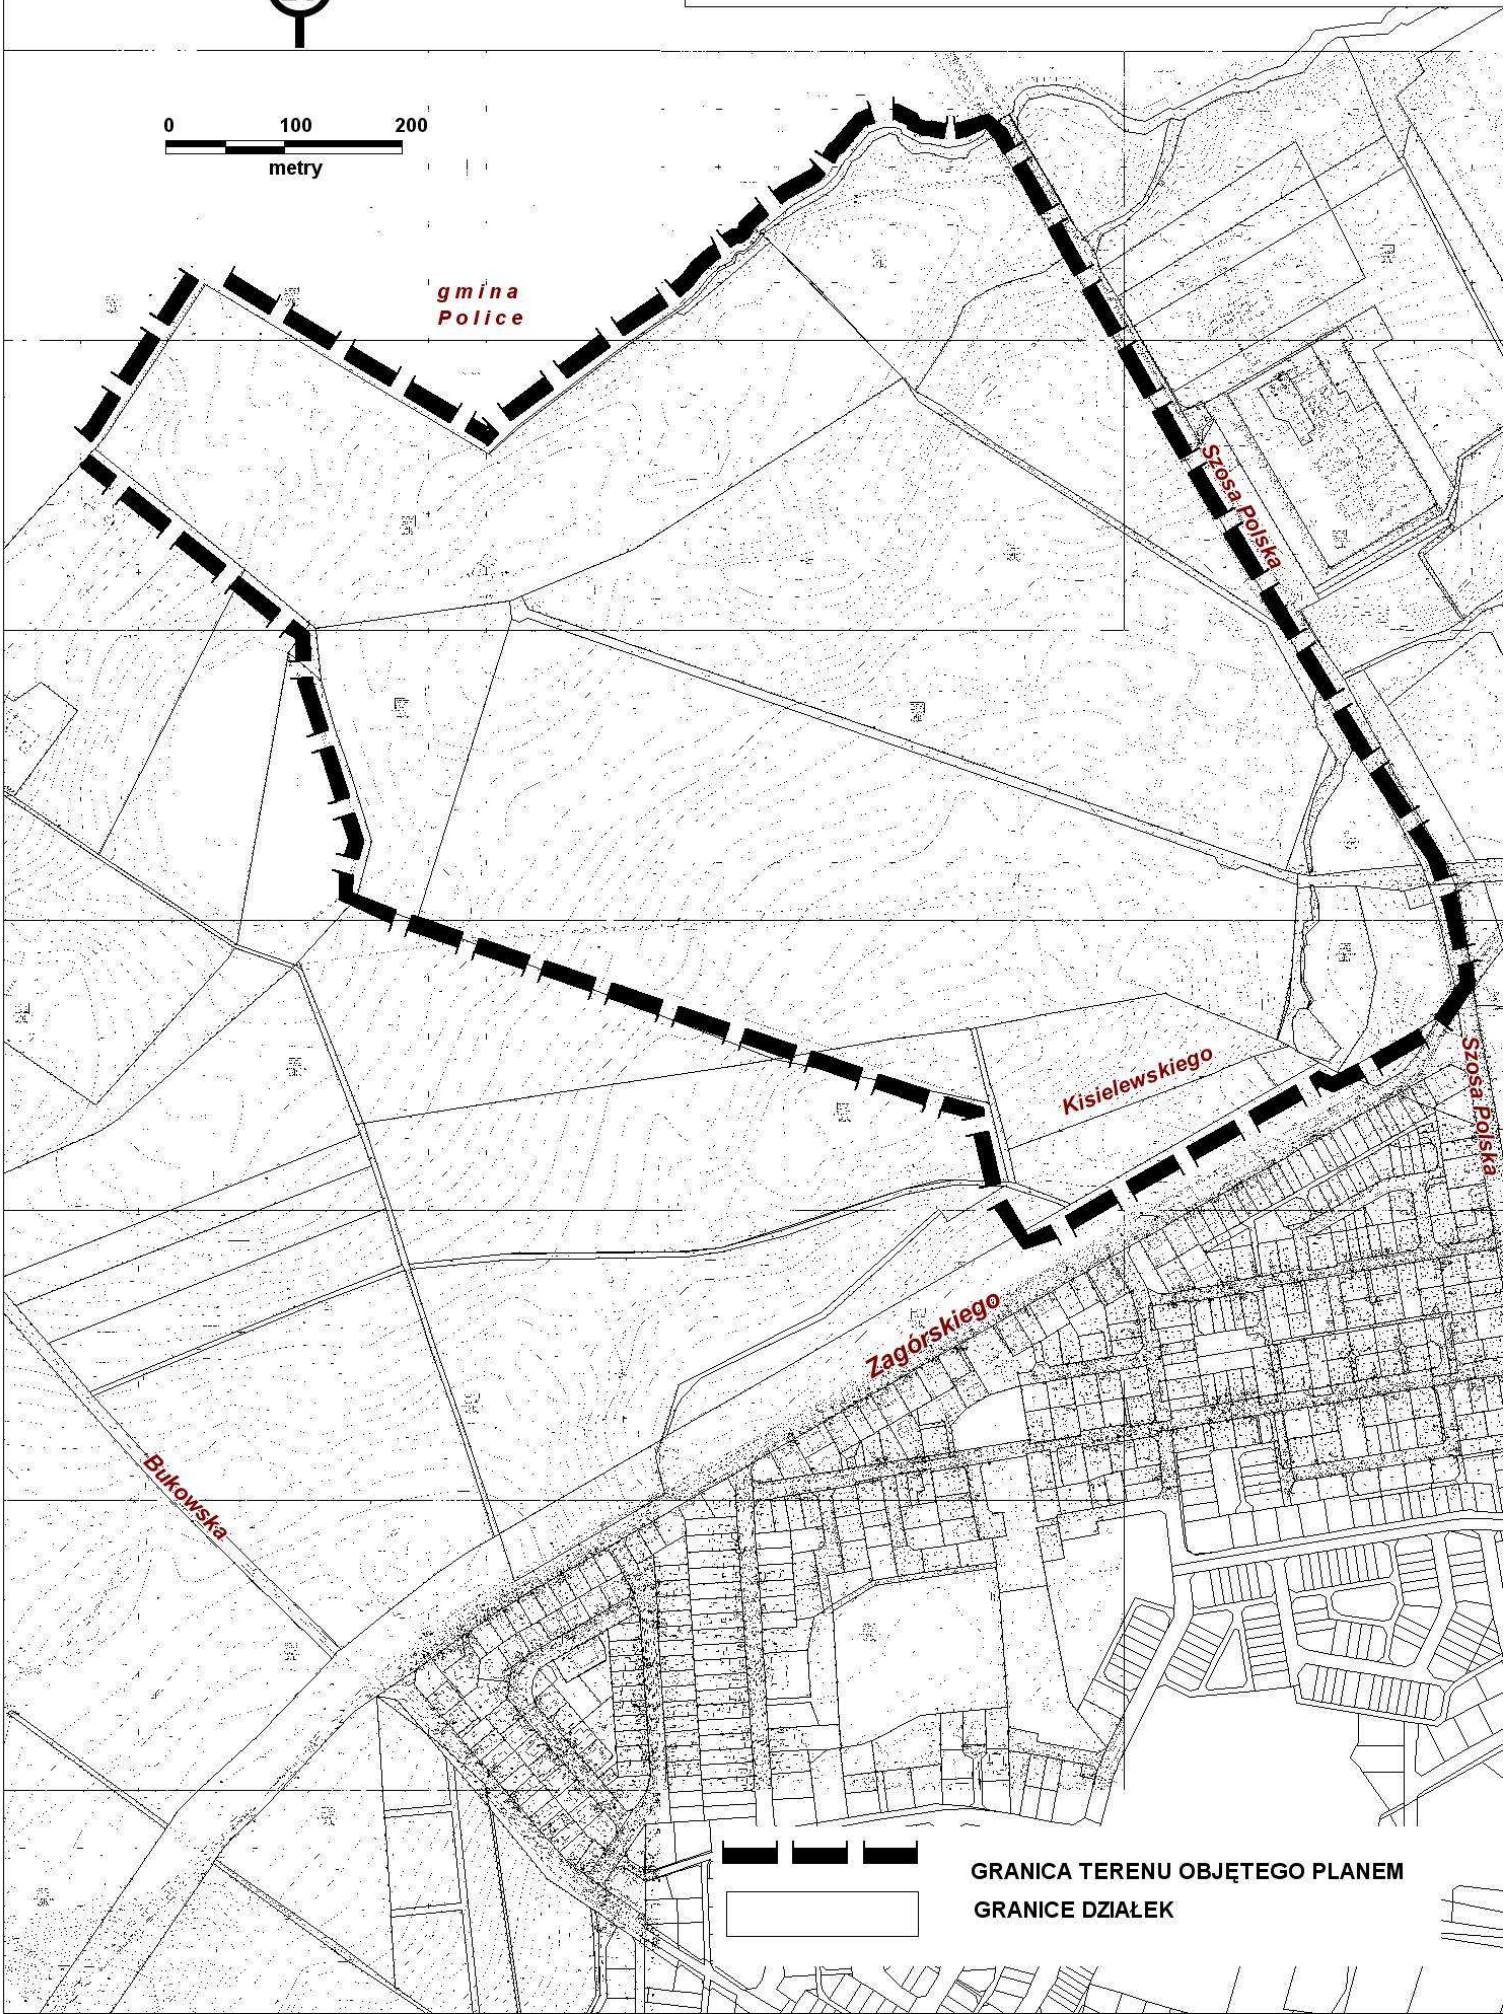 0 100 200
metry
gmina
Police
Szosa Polska
Kisielewskiego
Szosa Polska
Zagórskiego
Bukowska
GRANICA TERENU OBJĘTEGO PLANEM
GRANICE DZIAŁEK